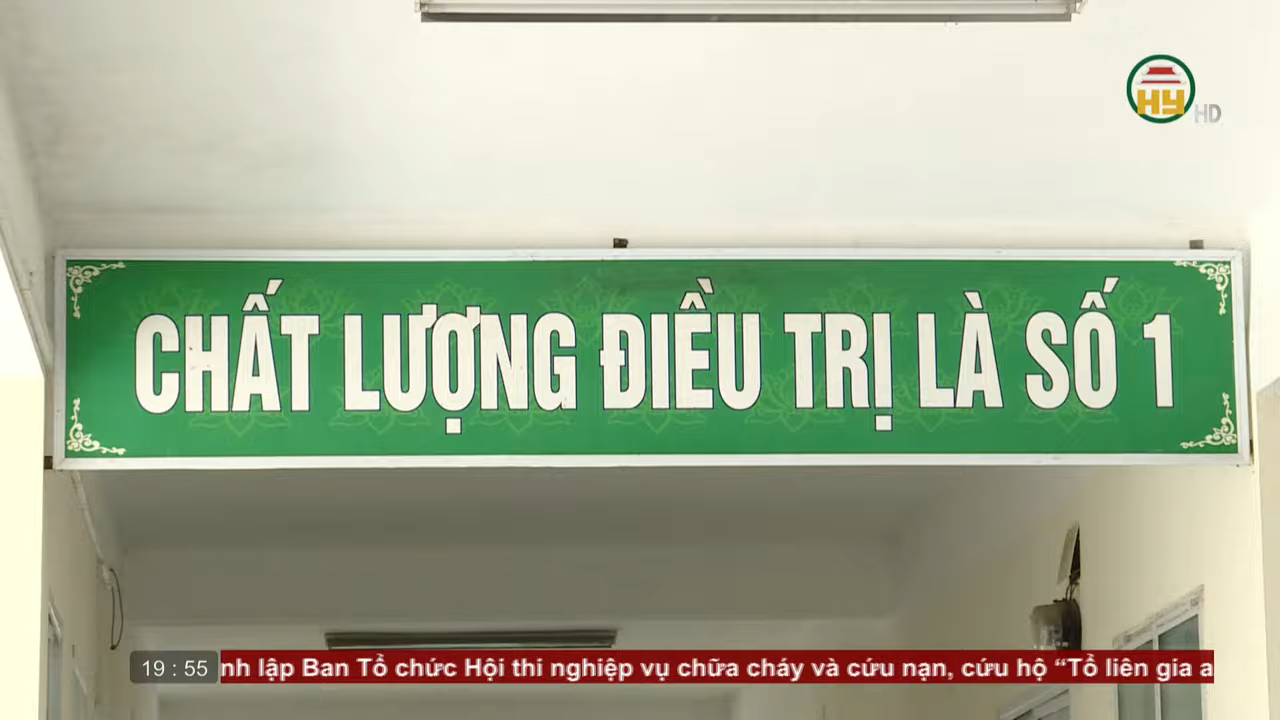 HY HD
CHẤT LƯỢNG ĐIỀU TRỊ LÀ SỐ 1
19 : 55 nh lập Ban Tổ chức Hội thi nghiệp vụ chữa cháy và cứu nạn, cứu hộ “Tổ liên gia a